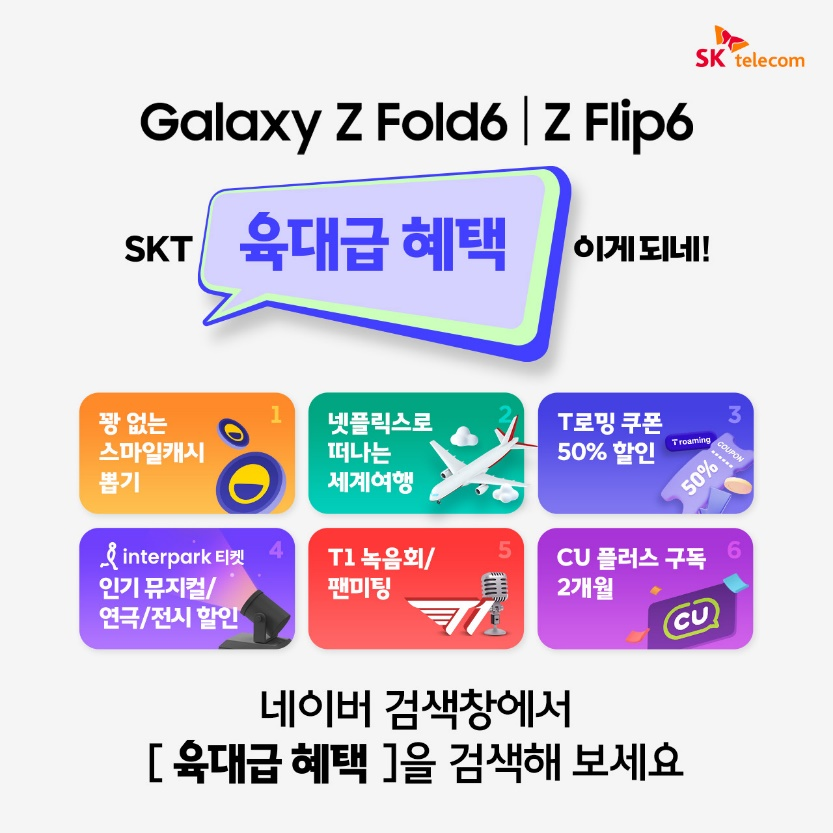 SK telecom
Galaxy Z Fold6 | Z Flip6
SKT 육대급 혜택 이게 되네!
꽝 없는
스마일캐시
뽑기
1
넷플릭스로
떠나는
세계여행
2
T로밍 쿠폰
50% 할인
3
T roaming
COUPON
50%
interpark 티켓
인기 뮤지컬/
연극/전시 할인
4
T1 녹음회/
팬미팅
5
T1
CU 플러스 구독
2개월
6
CU
네이버 검색창에서
[ 육대급 혜택 ]을 검색해 보세요